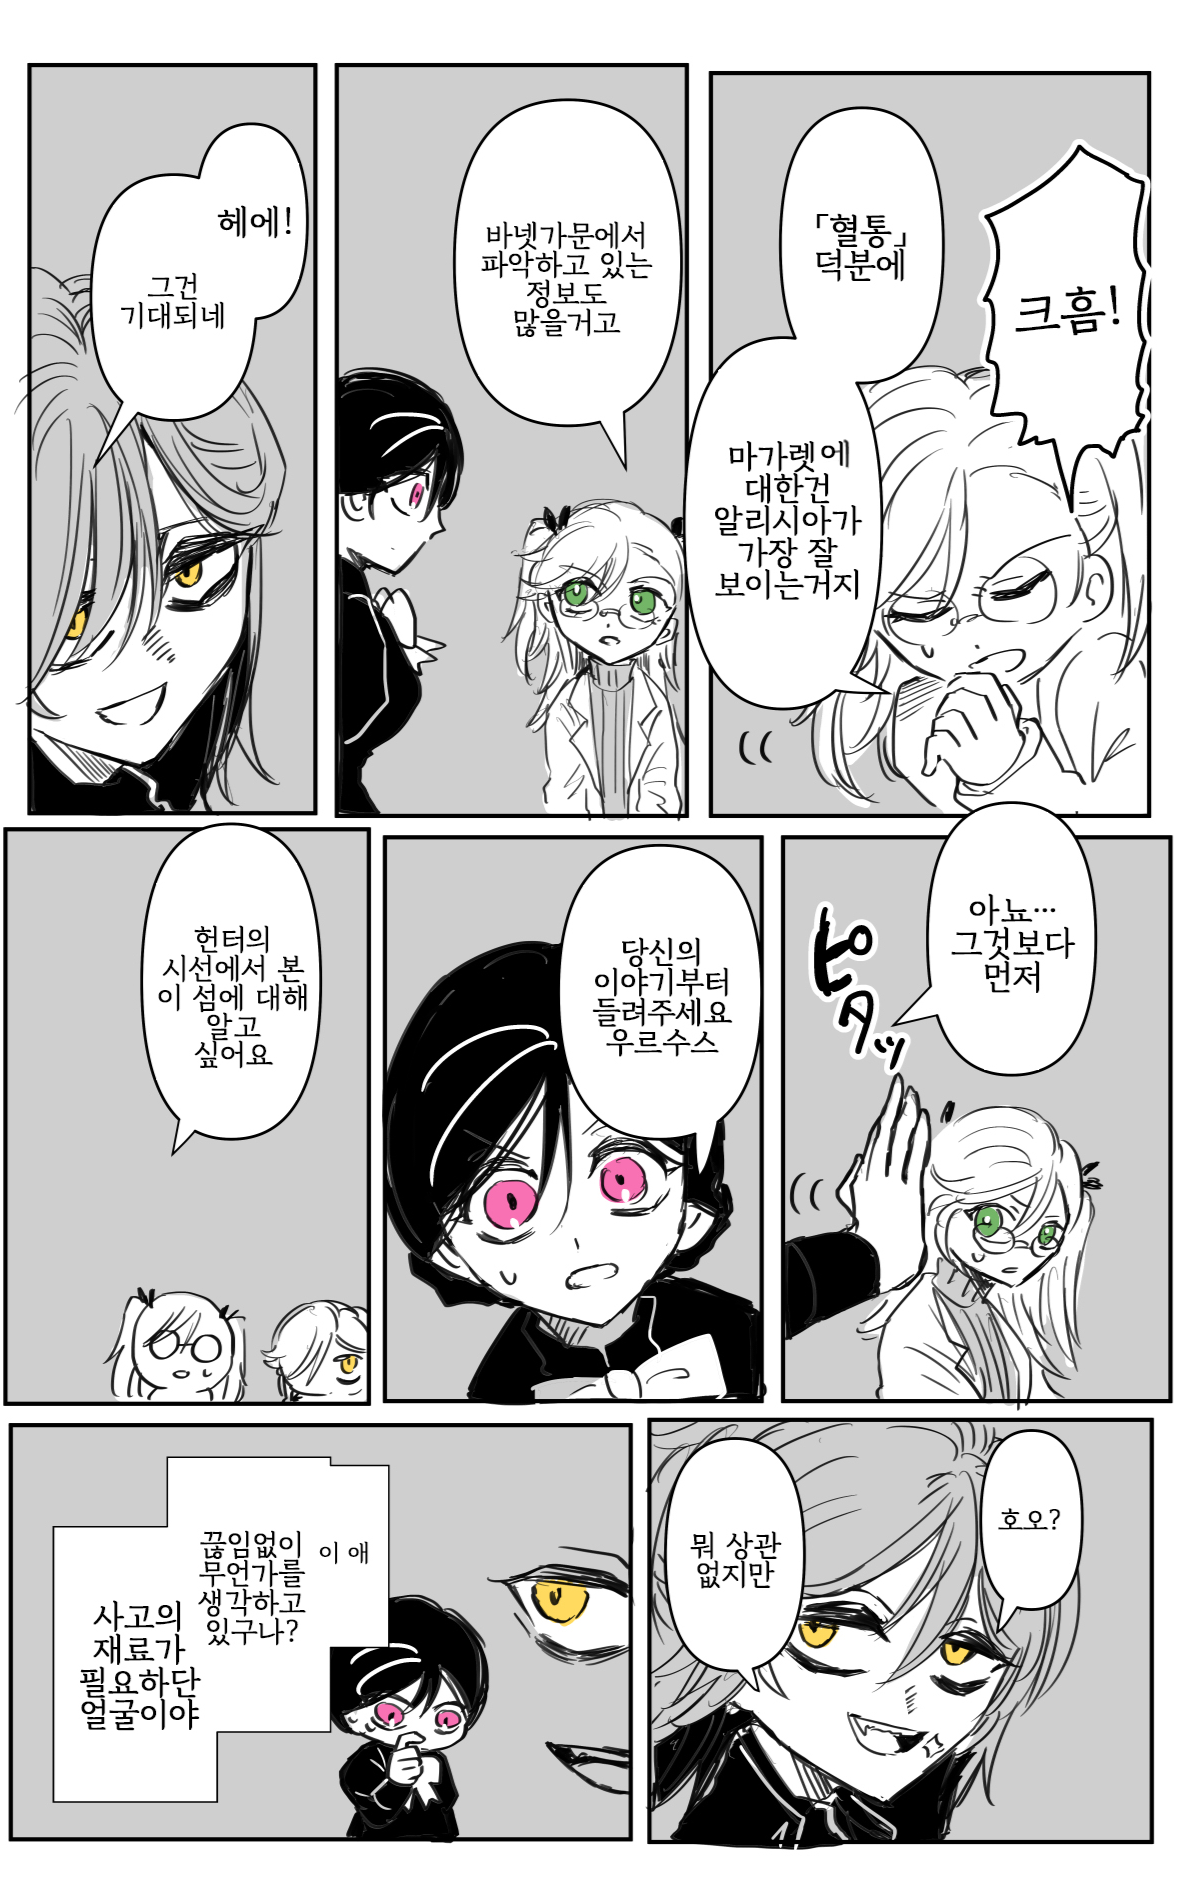 크흠!
「혈통」
덕분에
마가렛에
대한건
알리시아가
가장 잘
보이는거지
바넷가문에서
파악하고 있는
정보도
많을거고
헤에!
그건
기대되네
아뇨…
그것보다
먼저
ピタッ
당신의
이야기부터
들려주세요
우르수스
헌터의
시선에서 본
이 섬에 대해
알고
싶어요
호오?
뭐 상관
없지만
이 애
끊임없이
무언가를
생각하고
있구나?
사고의
재료가
필요하단
얼굴이야